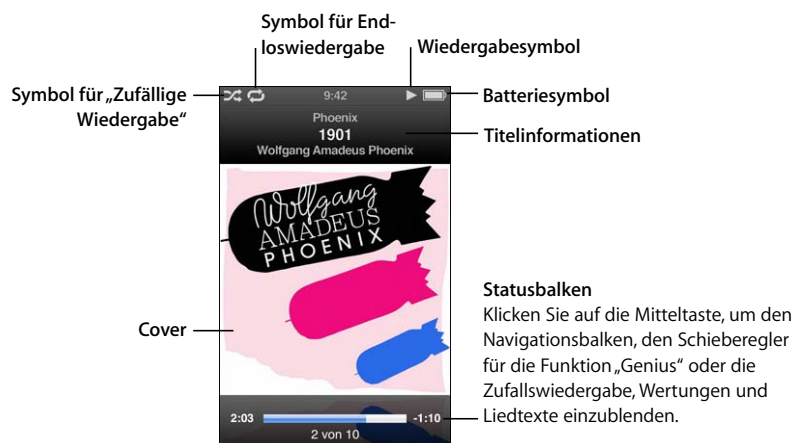 Symbol für End-
loswiedergabe
Wiedergabesymbol
Symbol für „Zufällige
Wiedergabe“
Batteriesymbol
Titelinformationen
9:42
Phoenix
1901
Wolfgang Amadeus Phoenix
Wolfgang
AMADEUS
PHOENIX
Cover
Statusbalken
Klicken Sie auf die Mitteltaste, um den
Navigationsbalken, den Schieberegler
für die Funktion „Genius“ oder die
Zufallswiedergabe, Wertungen und
Liedtexte einzublenden.
2:03
-1:10
2 von 10